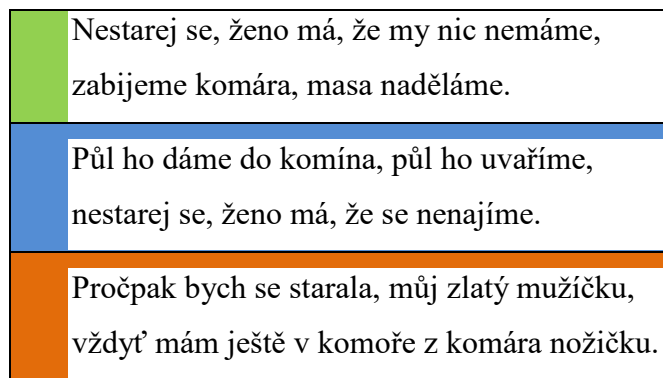 Nestarej se, ženo má, že my nic nemáme,
zabijeme komára, masa naděláme.
Půl ho dáme do komína, půl ho uvaříme,
nestarej se, ženo má, že se nenajíme.
Pročpak bych se starala, můj zlatý mužíčku,
vždyť mám ještě v komoře z komára nožičku.